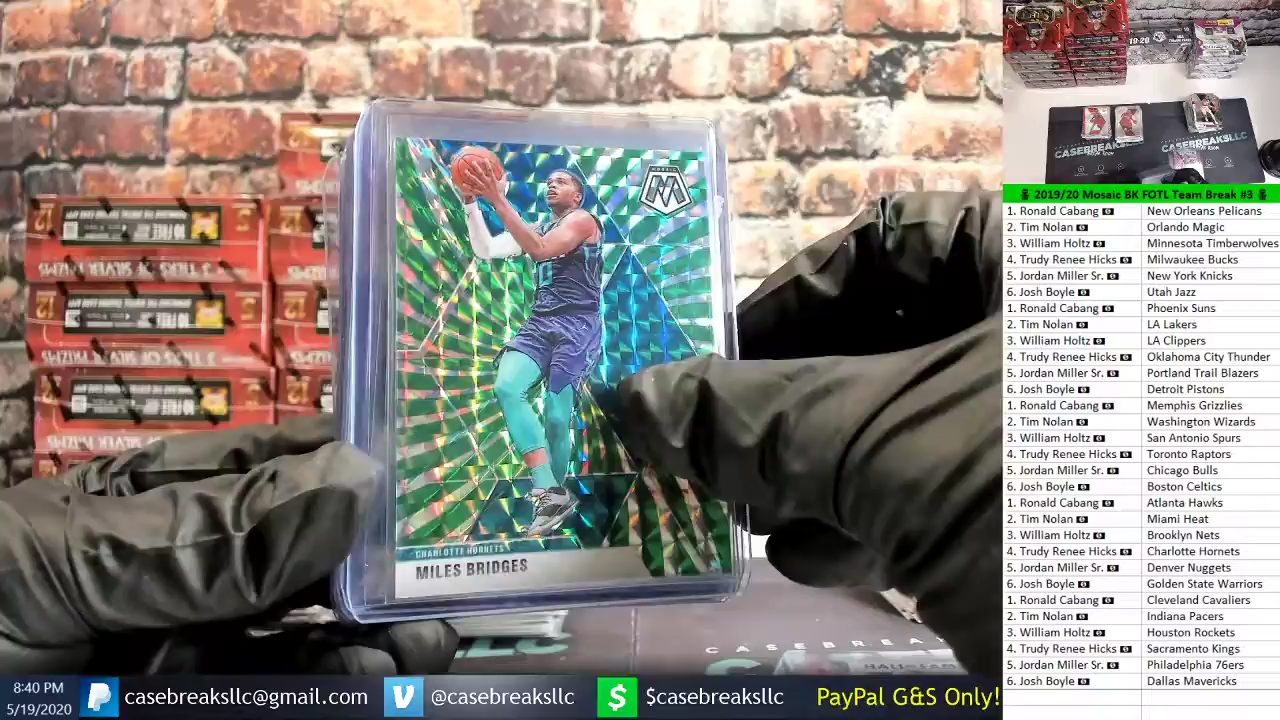 MOSAIC
CHARLOTTE HORNETS
MILES BRIDGES
3 TIERS OF SILVER PRIZMS
12
19-20
CASEBREAKSLLC
2019/20 Mosaic BK FOTL Team Break #3
1. Ronald Cabang New Orleans Pelicans
2. Tim Nolan Orlando Magic
3. William Holtz Minnesota Timberwolves
4. Trudy Renee Hicks Milwaukee Bucks
5. Jordan Miller Sr. New York Knicks
6. Josh Boyle Utah Jazz
1. Ronald Cabang Phoenix Suns
2. Tim Nolan LA Lakers
3. William Holtz LA Clippers
4. Trudy Renee Hicks Oklahoma City Thunder
5. Jordan Miller Sr. Portland Trail Blazers
6. Josh Boyle Detroit Pistons
1. Ronald Cabang Memphis Grizzlies
2. Tim Nolan Washington Wizards
3. William Holtz San Antonio Spurs
4. Trudy Renee Hicks Toronto Raptors
5. Jordan Miller Sr. Chicago Bulls
6. Josh Boyle Boston Celtics
1. Ronald Cabang Atlanta Hawks
2. Tim Nolan Miami Heat
3. William Holtz Brooklyn Nets
4. Trudy Renee Hicks Charlotte Hornets
5. Jordan Miller Sr. Denver Nuggets
6. Josh Boyle Golden State Warriors
1. Ronald Cabang Cleveland Cavaliers
2. Tim Nolan Indiana Pacers
3. William Holtz Houston Rockets
4. Trudy Renee Hicks Sacramento Kings
5. Jordan Miller Sr. Philadelphia 76ers
6. Josh Boyle Dallas Mavericks
8:40 PM
5/19/2020
casebreaksllc@gmail.com @casebreaksllc $casebreaksllc PayPal G&S Only!